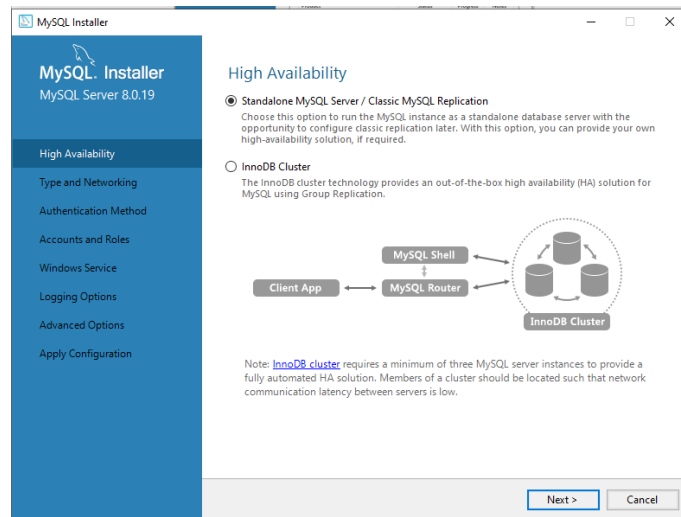 Product Status Progress Notes
MySQL Installer
MySQL. Installer
MySQL Server 8.0.19
High Availability
Type and Networking
Authentication Method
Accounts and Roles
Windows Service
Logging Options
Advanced Options
Apply Configuration
High Availability
Standalone MySQL Server / Classic MySQL Replication
Choose this option to run the MySQL instance as a standalone database server with the
opportunity to configure classic replication later. With this option, you can provide your own
high-availability solution, if required.
InnoDB Cluster
The InnoDB cluster technology provides an out-of-the-box high availability (HA) solution for
MySQL using Group Replication.
MySQL Shell
Client App
MySQL Router
InnoDB Cluster
Note: InnoDB cluster requires a minimum of three MySQL server instances to provide a
fully automated HA solution. Members of a cluster should be located such that network
communication latency between servers is low.
Next >
Cancel